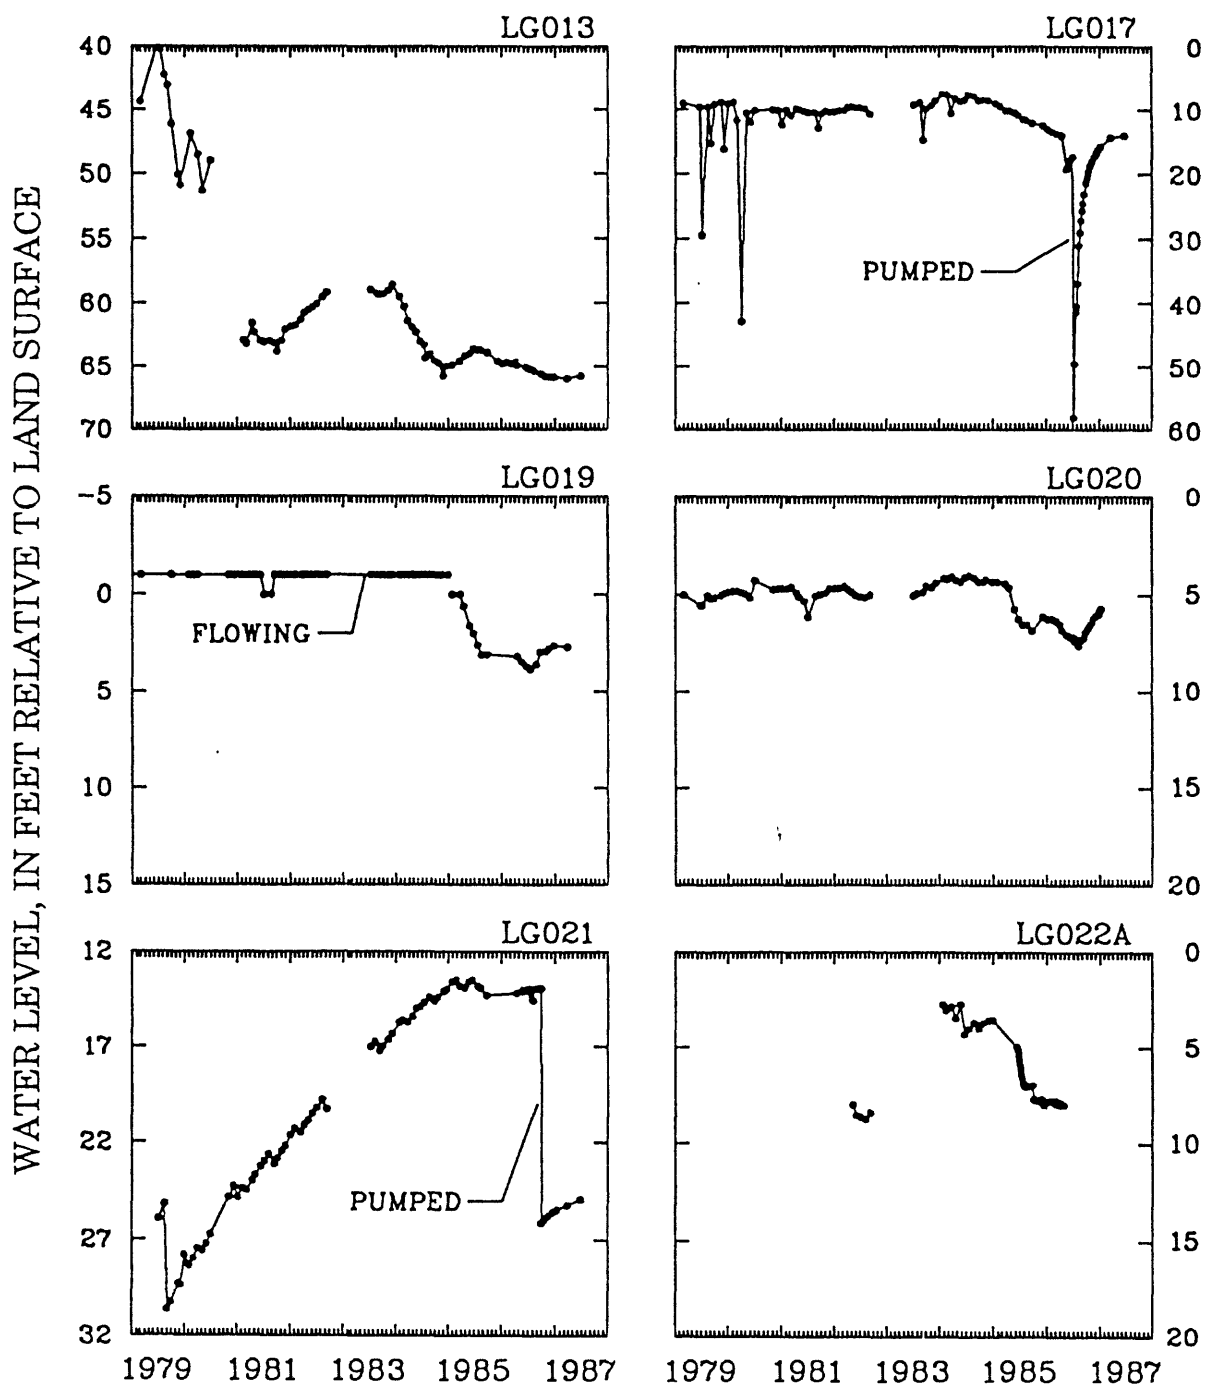 LG013
40
45
50
55
60
65
70
LG017
0
10
20
30
40
50
60
PUMPED
LG019
-5
0
5
10
15
FLOWING
LG020
0
5
10
15
20
LG021
12
17
22
27
32
PUMPED
LG022A
0
5
10
15
20
1979 1981 1983 1985 1987
1979 1981 1983 1985 1987
WATER LEVEL, IN FEET RELATIVE TO LAND SURFACE